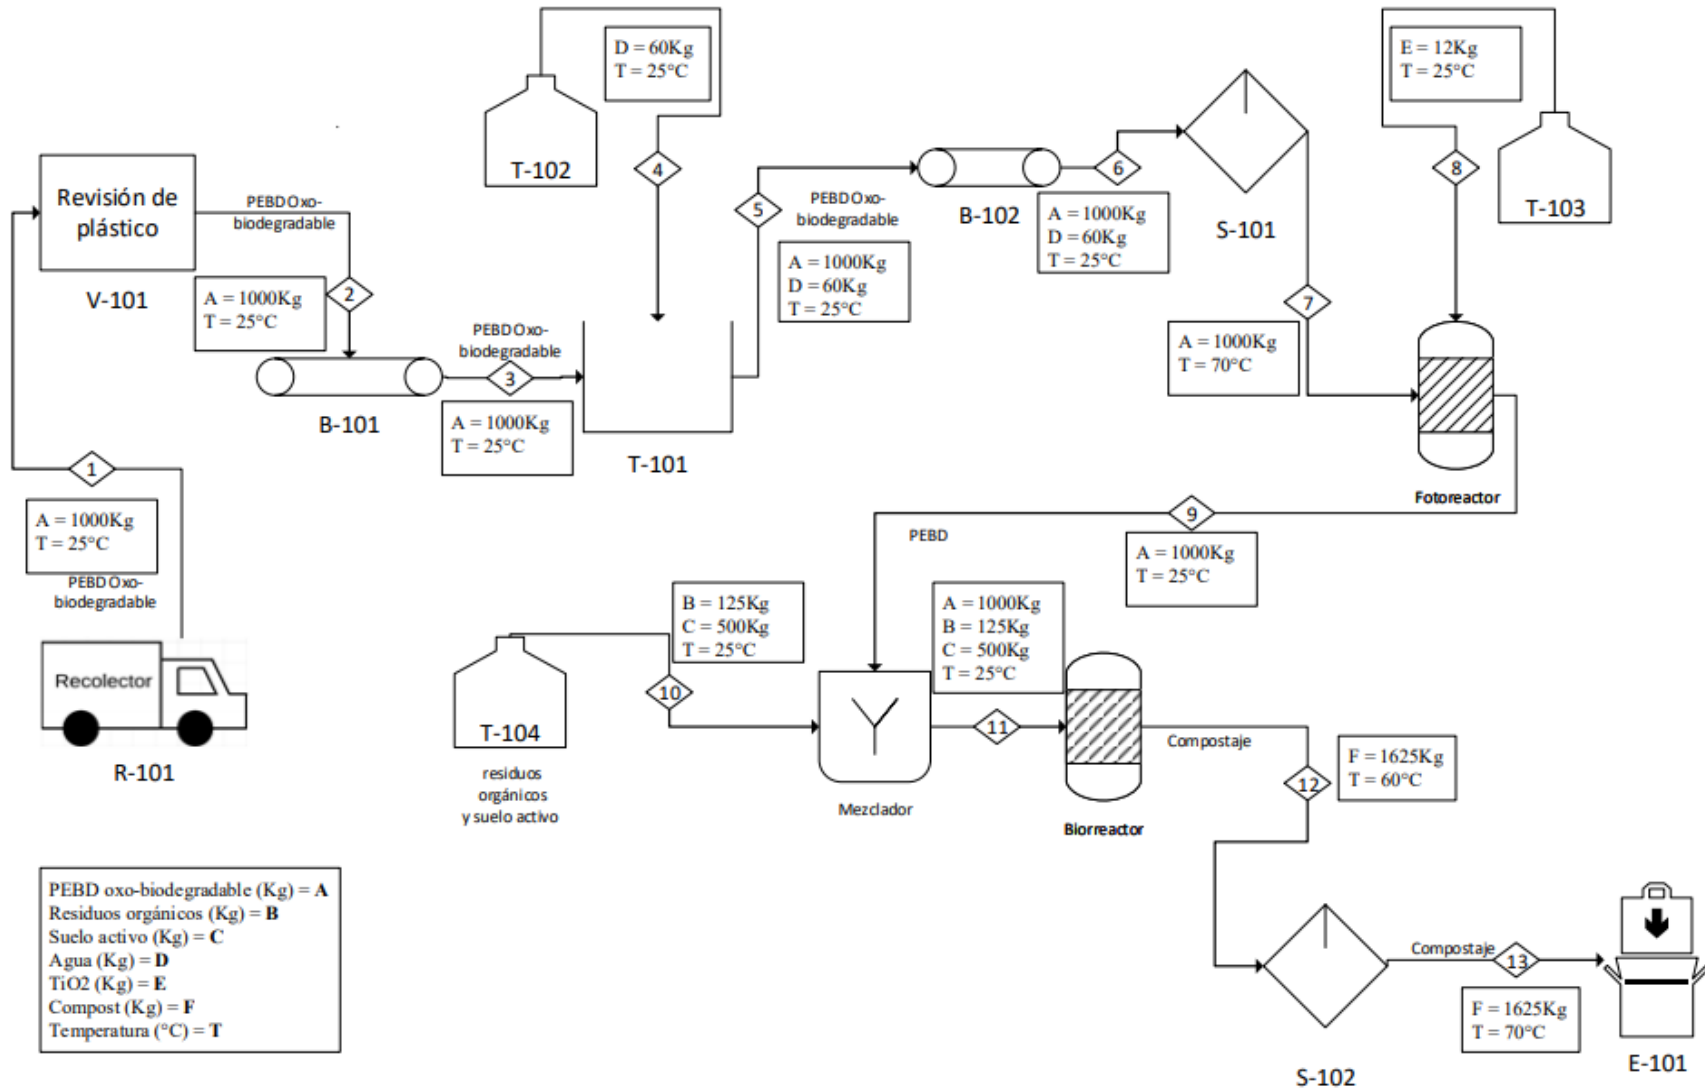 D = 60Kg
T = 25°C
T-102
4
E = 12Kg
T = 25°C
T-103
8
Revisión de
plástico
V-101
PEBD Oxo-
biodegradable
A = 1000Kg
T = 25°C
2
B-101
PEBD Oxo-
biodegradable
3
A = 1000Kg
T = 25°C
T-101
5
PEBD Oxo-
biodegradable
A = 1000Kg
D = 60Kg
T = 25°C
B-102
6
A = 1000Kg
D = 60Kg
T = 25°C
S-101
7
A = 1000Kg
T = 70°C
Fotoreactor
1
A = 1000Kg
T = 25°C
PEBD Oxo-
biodegradable
Recolector
R-101
9
PEBD
A = 1000Kg
T = 25°C
B = 125Kg
C = 500Kg
T = 25°C
10
T-104
residuos
orgánicos
y suelo activo
Mezclador
A = 1000Kg
B = 125Kg
C = 500Kg
T = 25°C
11
Biorreactor
Compostaje
12
F = 1625Kg
T = 60°C
S-102
Compostaje
13
F = 1625Kg
T = 70°C
E-101
PEBD oxo-biodegradable (Kg) = A
Residuos orgánicos (Kg) = B
Suelo activo (Kg) = C
Agua (Kg) = D
TiO2 (Kg) = E
Compost (Kg) = F
Temperatura (°C) = T